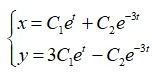 x = C₁eᵗ + C₂e⁻³ᵗ
y = 3C₁eᵗ − C₂e⁻³ᵗ